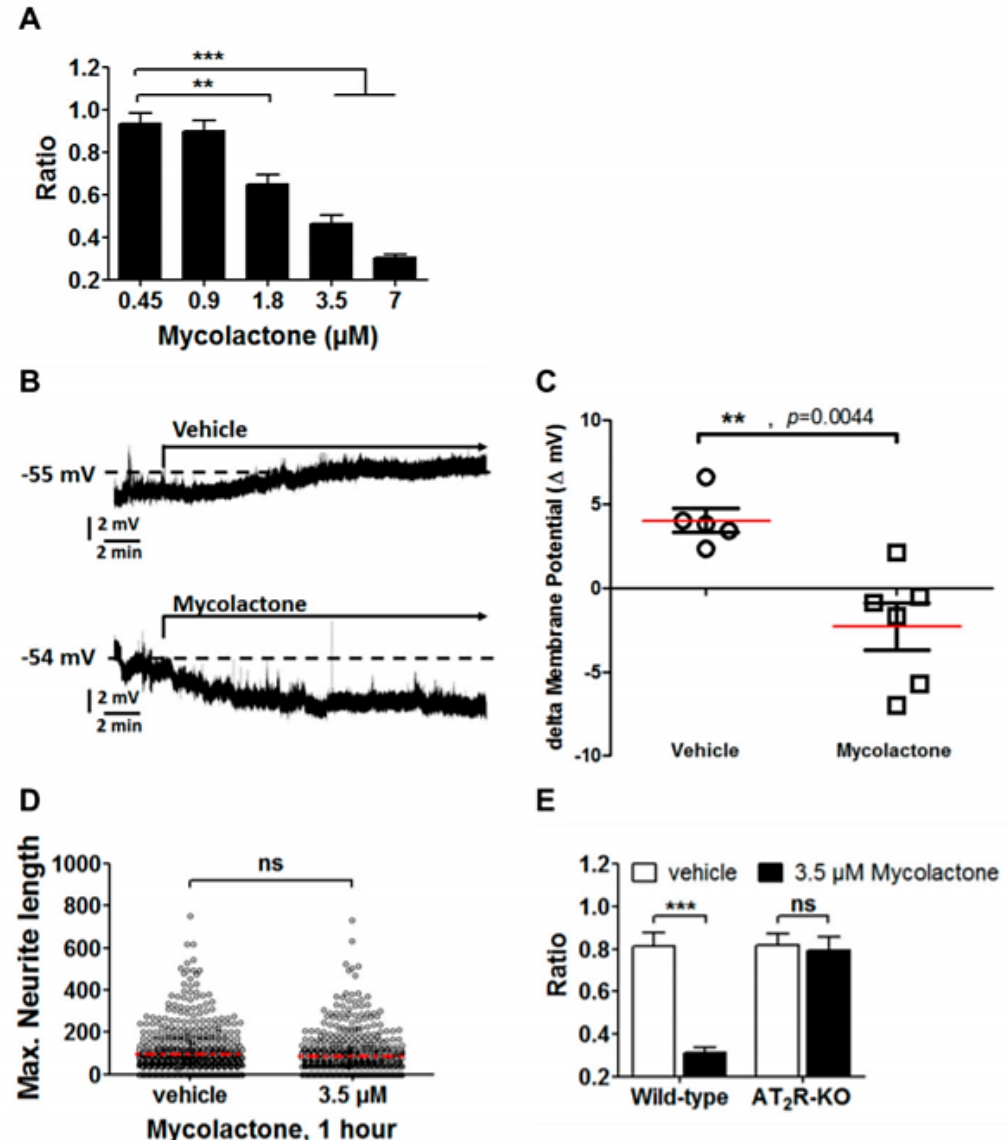 A
***
**
1.2
1.0
0.8
0.6
0.4
0.2
Ratio
0.45 0.9 1.8 3.5 7
Mycolactone (µM)
B
Vehicle
-55 mV
2 mV
2 min
Mycolactone
-54 mV
2 mV
2 min
C
** , p=0.0044
10
5
0
-5
-10
delta Membrane Potential (Δ mV)
Vehicle Mycolactone
D
ns
1000
800
600
400
200
0
Max. Neurite length
vehicle 3.5 µM
Mycolactone, 1 hour
E
vehicle 3.5 µM Mycolactone
*** ns
1.2
1.0
0.8
0.6
0.4
0.2
Ratio
Wild-type AT₂R-KO